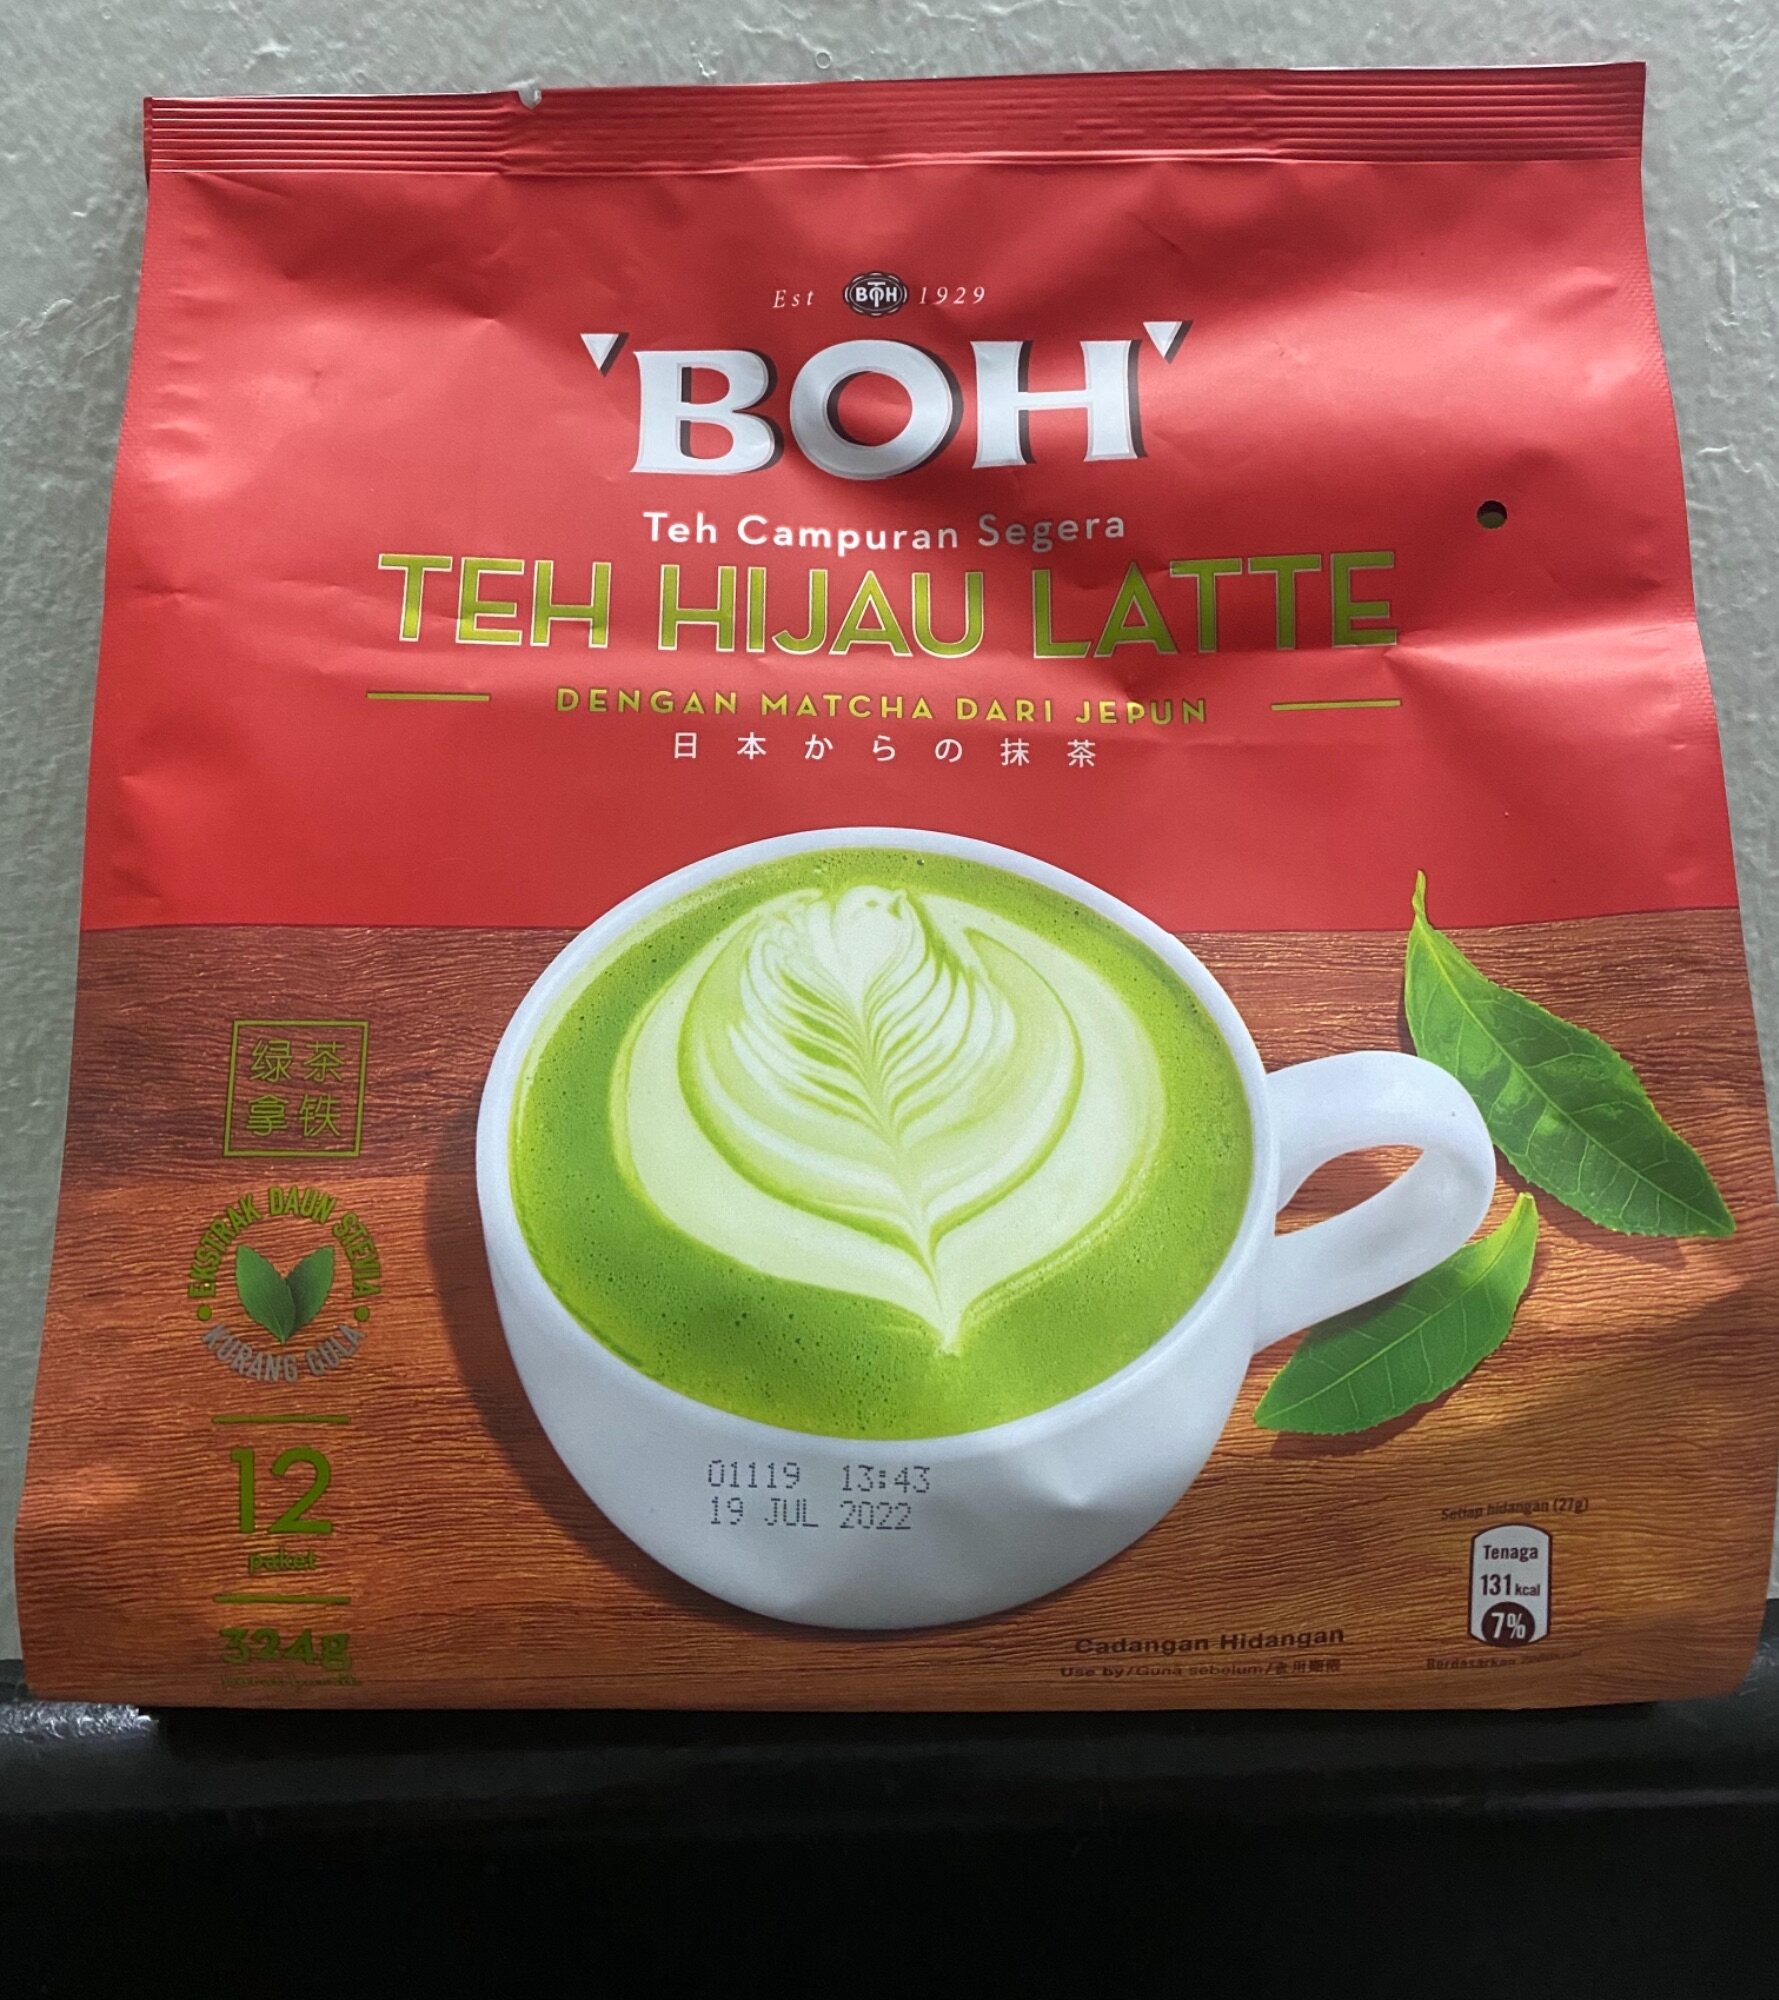 Est BOH 1929
'BOH'
Teh Campuran Segera
TEH HIJAU LATTE
DENGAN MATCHA DARI JEPUN
日本からの抹茶
绿茶
拿铁
EKSTRAK DAUN STEVIA
KURANG GULA
12
paket
324g
01119 13:43
19 JUL 2022
Setiap hidangan (27g)
Tenaga
131 kcal
7%
Cadangan Hidangan
Use by/Guna sebelum/食用期限